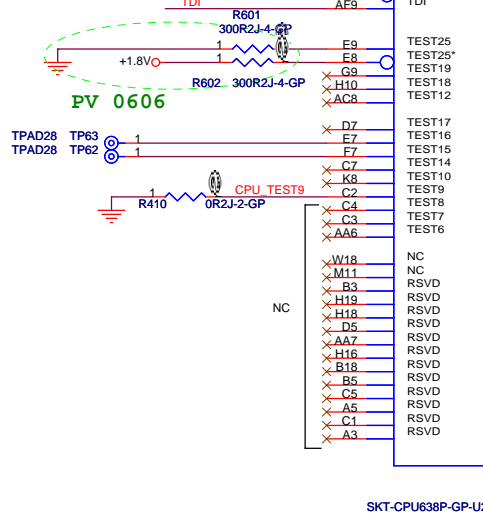 TDI AF9 TDI
R601
300R2J-4-GP
1 E9 TEST25
+1.8V 1 E8 TEST25*
G9 TEST19
R602 300R2J-4-GP H10 TEST18
PV 0606 AC8 TEST12
D7 TEST17
TPAD28 TP63 1 E7 TEST16
TPAD28 TP62 1 F7 TEST15
C7 TEST14
K8 TEST10
1 CPU_TEST9 C2 TEST9
R410 0R2J-2-GP C4 TEST8
C3 TEST7
AA6 TEST6
W18 NC
M11 NC
B3 RSVD
H19 RSVD
NC H18 RSVD
D5 RSVD
AA7 RSVD
H16 RSVD
B18 RSVD
B5 RSVD
C5 RSVD
A5 RSVD
C1 RSVD
A3 RSVD
SKT-CPU638P-GP-U